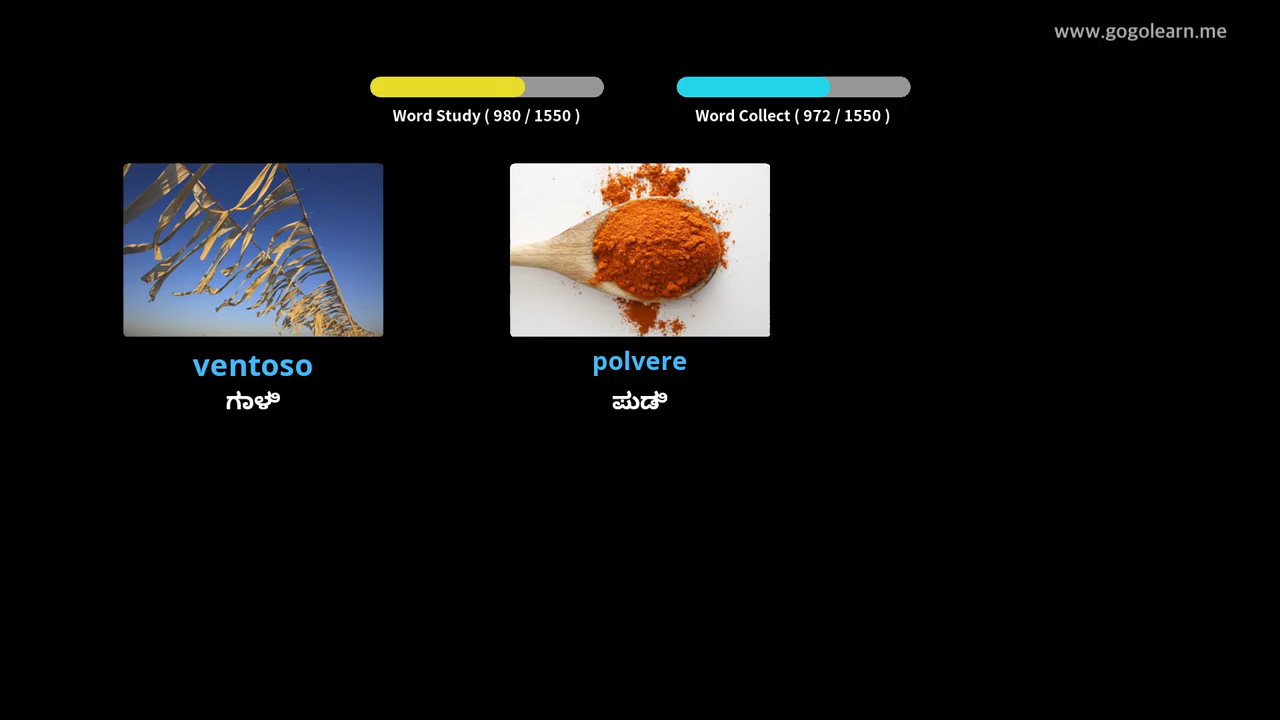 www.gogolearn.me
Word Study ( 980 / 1550 )
Word Collect ( 972 / 1550 )
ventoso
polvere
ಗಾಳಿ
ಪುಡಿ